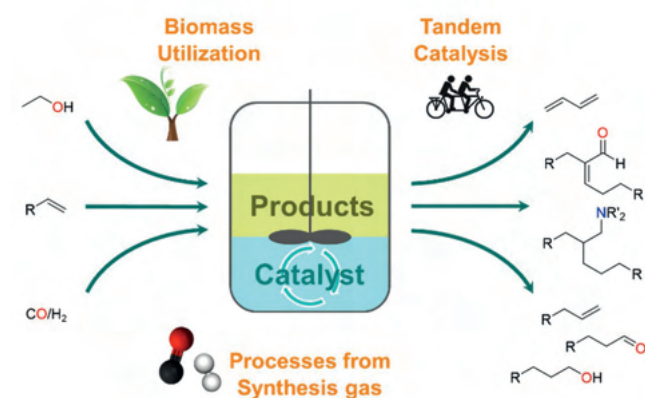 Biomass
Utilization
Tandem
Catalysis
OH
R
CO/H2
Products
Catalyst
Processes from
Synthesis gas
O
R
H
R
NR'2
R
R
R
R
O
R
OH